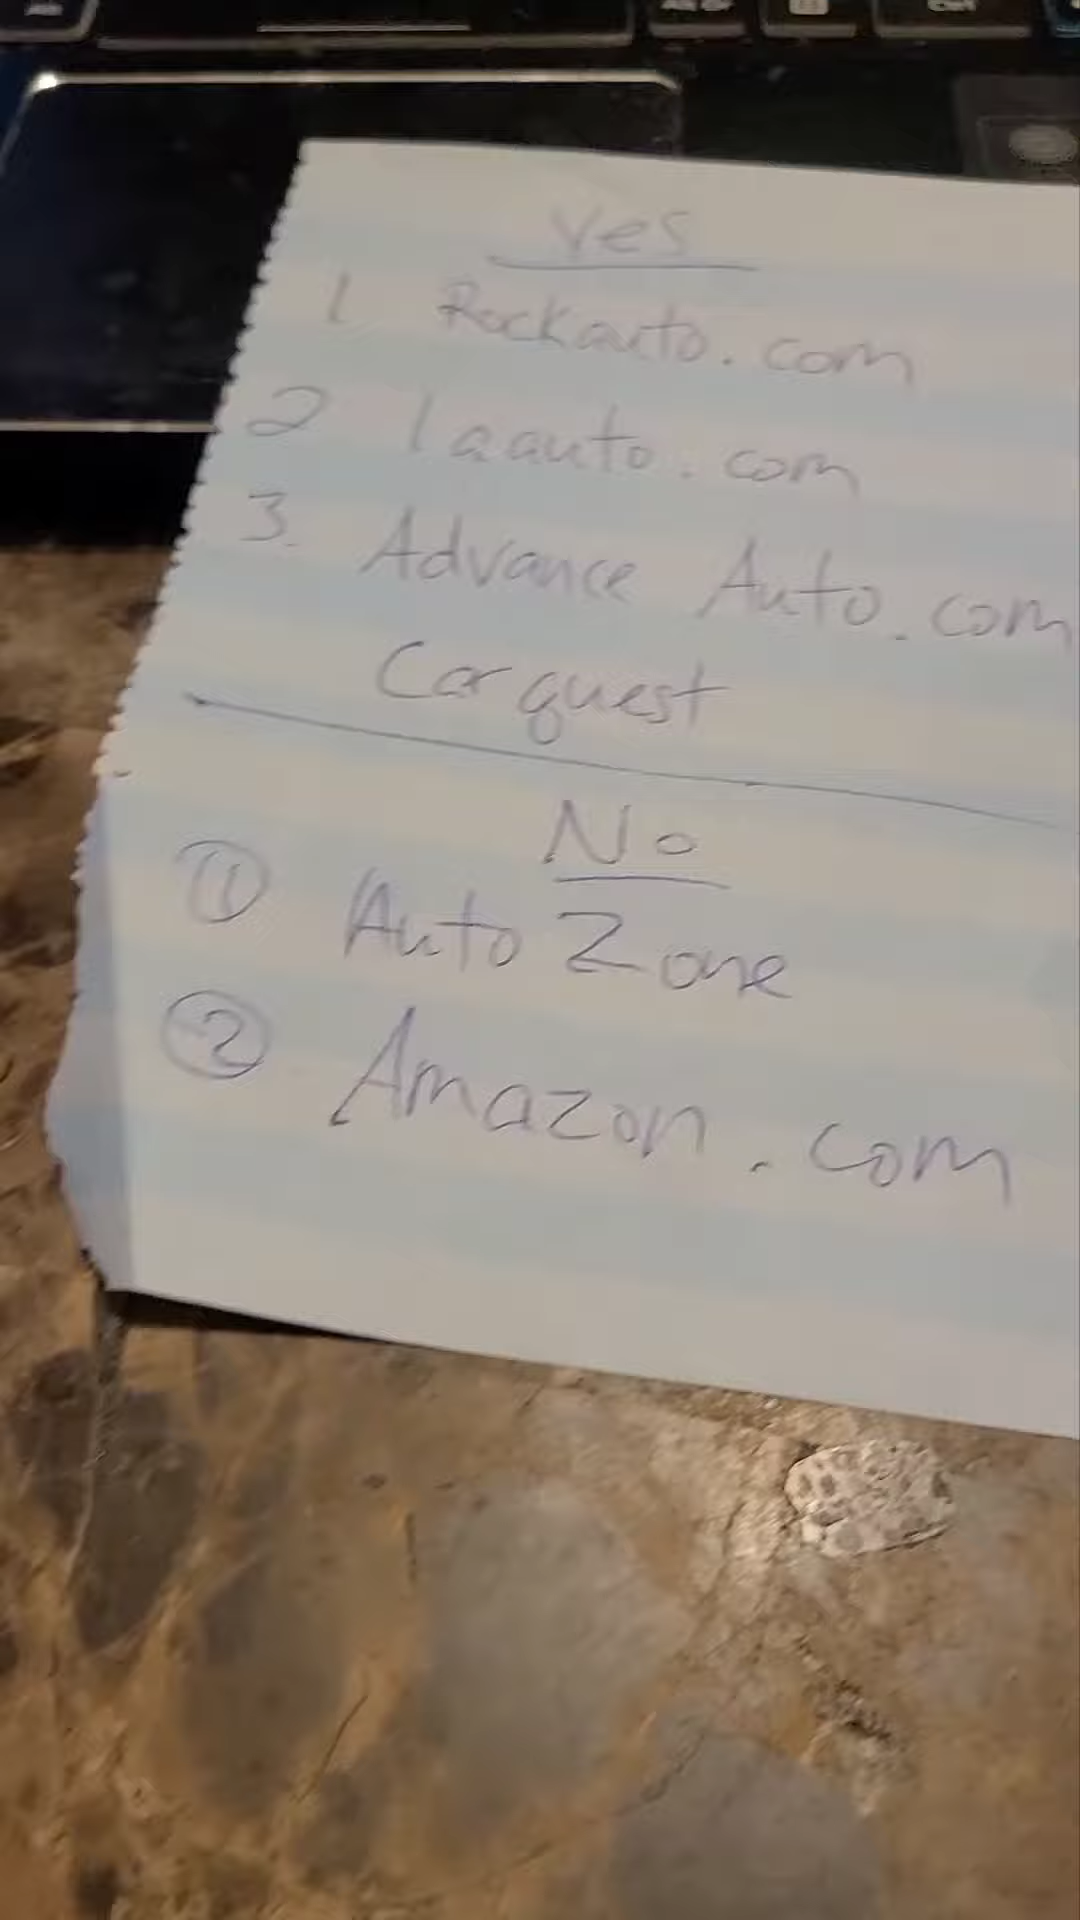 Yes
1 Rockauto.com
2 1aauto.com
3. Advance Auto.com
Carquest
No
① Auto Zone
② Amazon.com